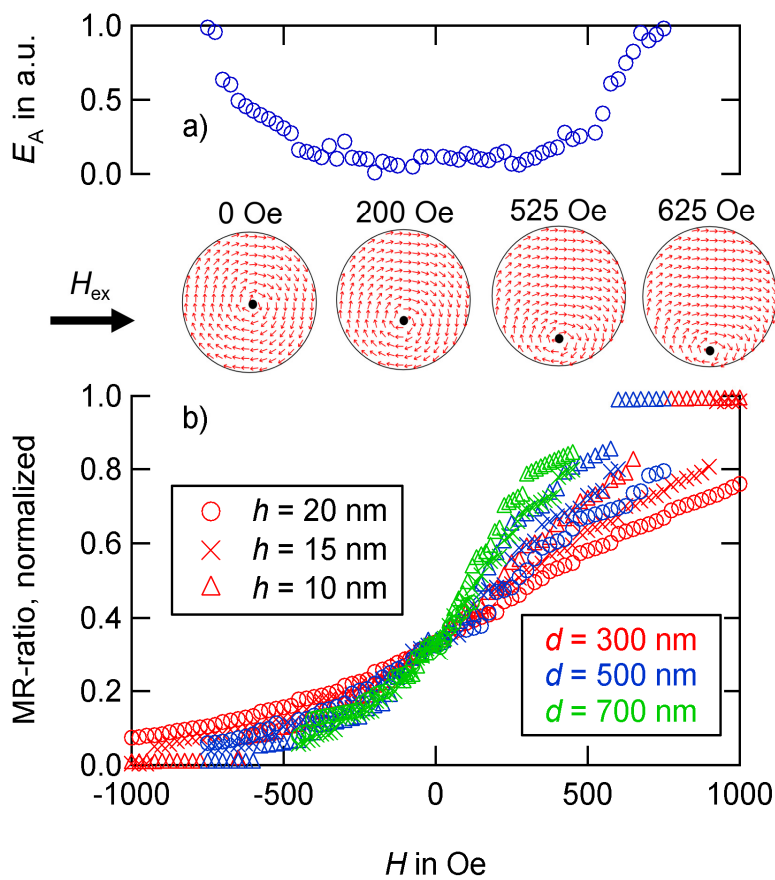 1.0
0.5
0.0
E_A in a.u.
a)
0 Oe
200 Oe
525 Oe
625 Oe
H_ex
1.0
0.8
0.6
0.4
0.2
0.0
MR-ratio, normalized
b)
h = 20 nm
h = 15 nm
h = 10 nm
d = 300 nm
d = 500 nm
d = 700 nm
-1000
-500
0
500
1000
H in Oe